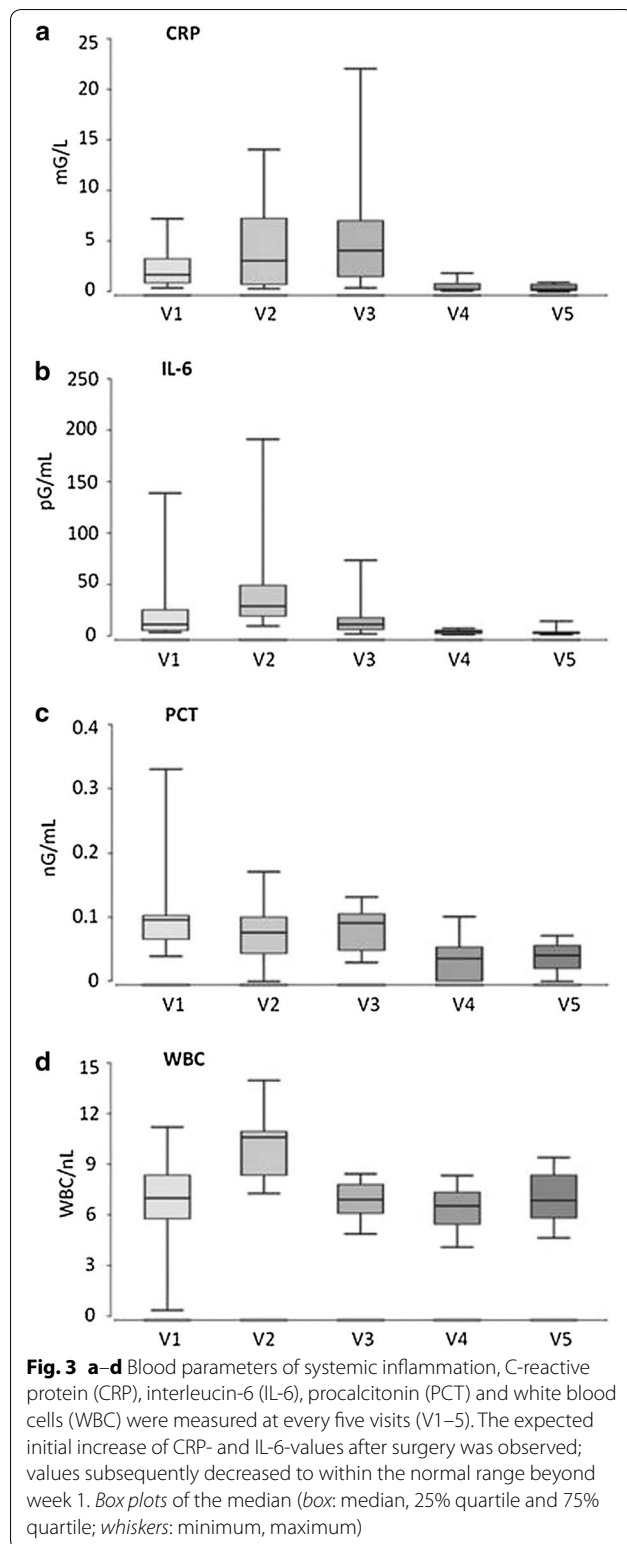 a CRP
25
20
15
10
5
0
mG/L
V1 V2 V3 V4 V5
b IL-6
250
200
150
100
50
0
pG/mL
V1 V2 V3 V4 V5
c PCT
0.4
0.3
0.2
0.1
0
nG/mL
V1 V2 V3 V4 V5
d WBC
15
12
9
6
3
0
WBC/nL
V1 V2 V3 V4 V5
Fig. 3 a–d Blood parameters of systemic inflammation, C-reactive
protein (CRP), interleucin-6 (IL-6), procalcitonin (PCT) and white blood
cells (WBC) were measured at every five visits (V1–5). The expected
initial increase of CRP- and IL-6-values after surgery was observed;
values subsequently decreased to within the normal range beyond
week 1. Box plots of the median (box: median, 25% quartile and 75%
quartile; whiskers: minimum, maximum)